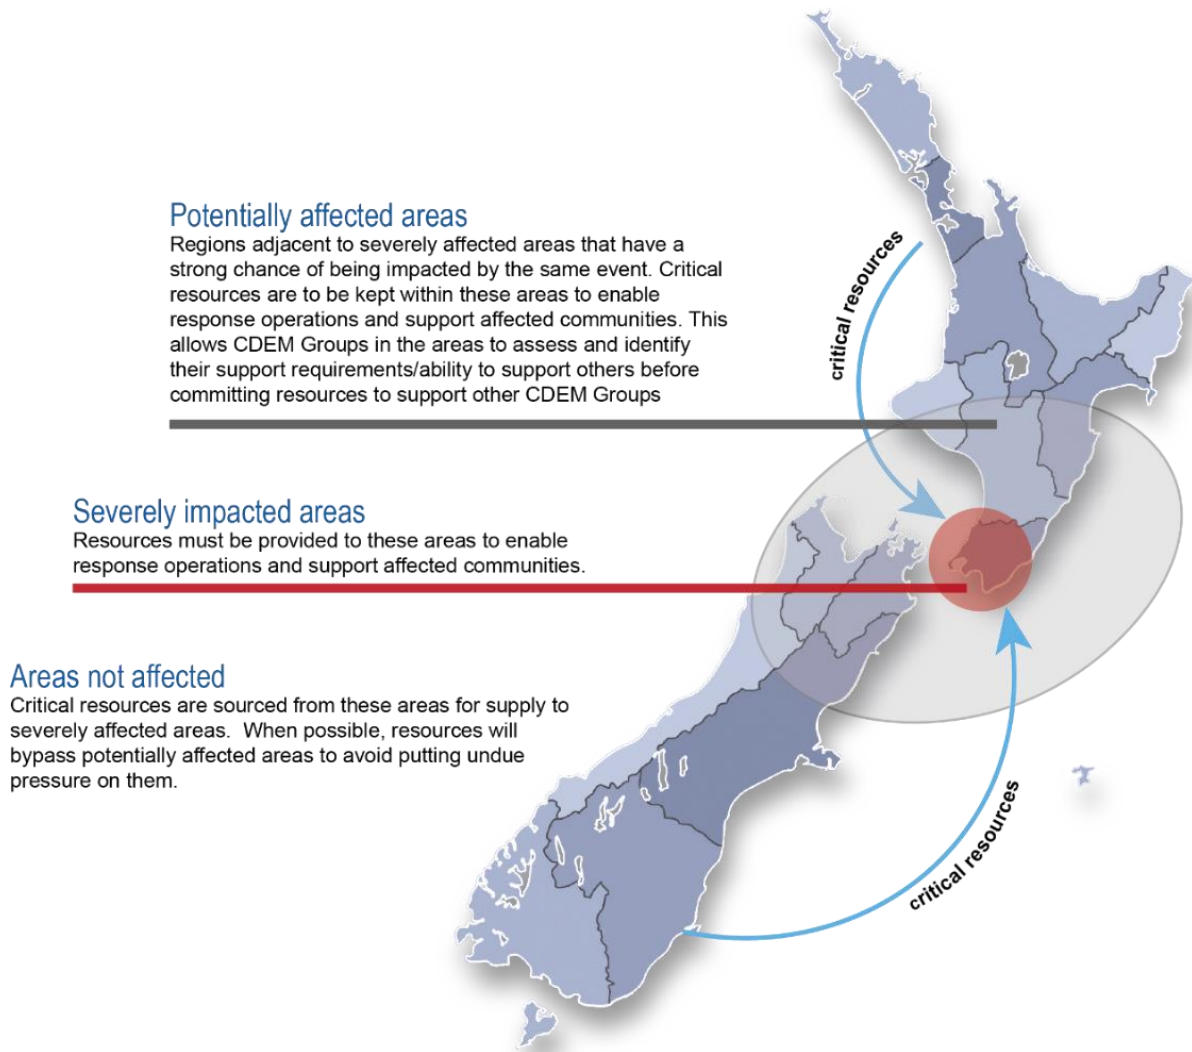 Potentially affected areas
Regions adjacent to severely affected areas that have a
strong chance of being impacted by the same event. Critical
resources are to be kept within these areas to enable
response operations and support affected communities. This
allows CDEM Groups in the areas to assess and identify
their support requirements/ability to support others before
committing resources to support other CDEM Groups
critical resources
Severely impacted areas
Resources must be provided to these areas to enable
response operations and support affected communities.
Areas not affected
Critical resources are sourced from these areas for supply to
severely affected areas.  When possible, resources will
bypass potentially affected areas to avoid putting undue
pressure on them.
critical resources